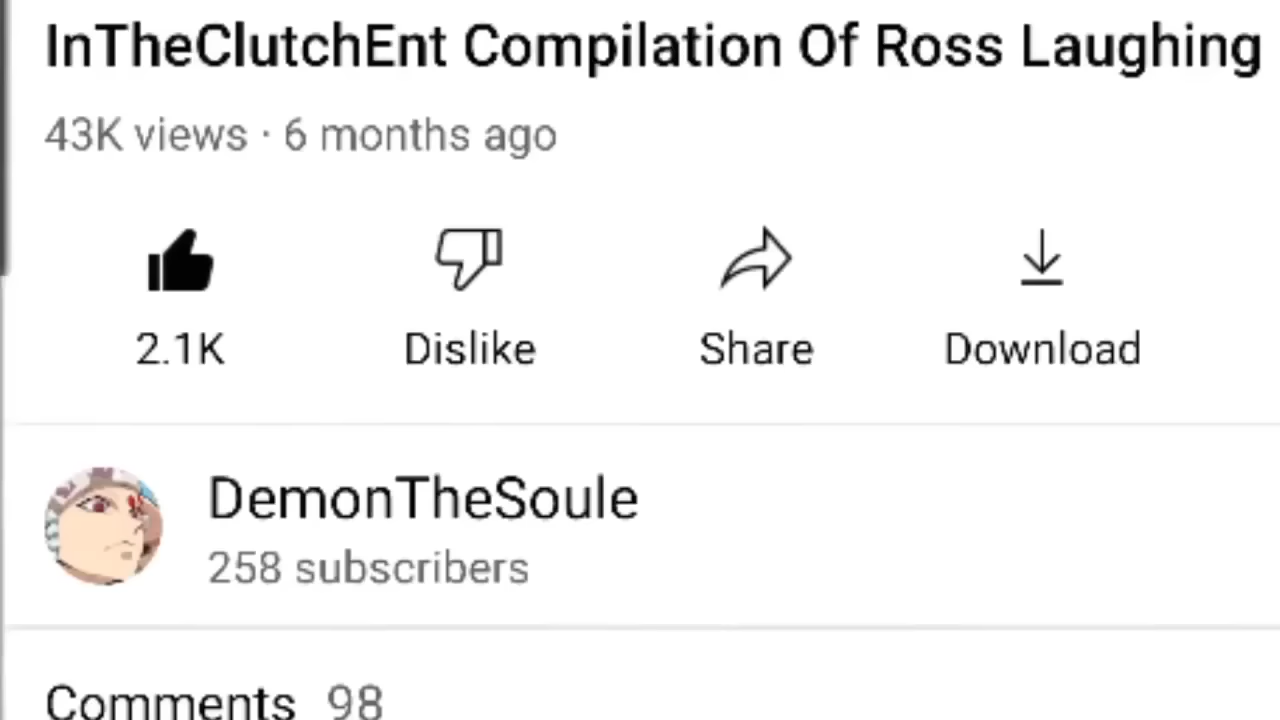 InTheClutchEnt Compilation Of Ross Laughing
43K views · 6 months ago
2.1K Dislike Share Download
DemonTheSoule
258 subscribers
Comments 98